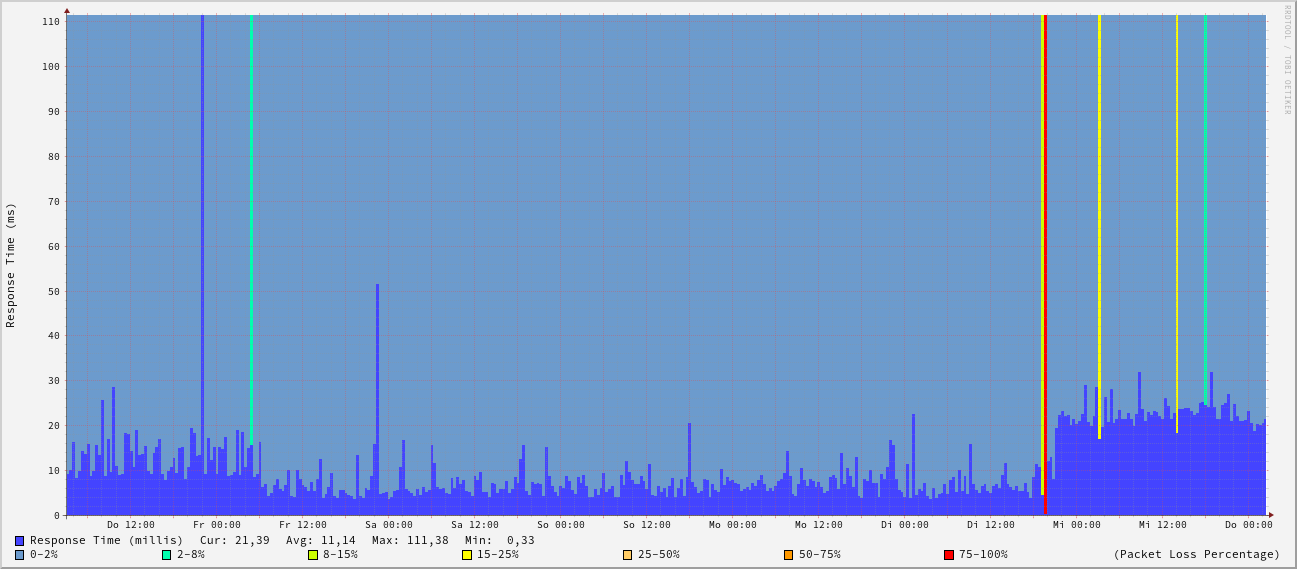 RRDTOOL / TOBI OETIKER
Response Time (ms)
110
100
90
80
70
60
50
40
30
20
10
0
Do 12:00 Fr 00:00 Fr 12:00 Sa 00:00 Sa 12:00 So 00:00 So 12:00 Mo 00:00 Mo 12:00 Di 00:00 Di 12:00 Mi 00:00 Mi 12:00 Do 00:00
Response Time (millis) Cur: 21,39 Avg: 11,14 Max: 111,38 Min: 0,33
0-2% 2-8% 8-15% 15-25% 25-50% 50-75% 75-100% (Packet Loss Percentage)